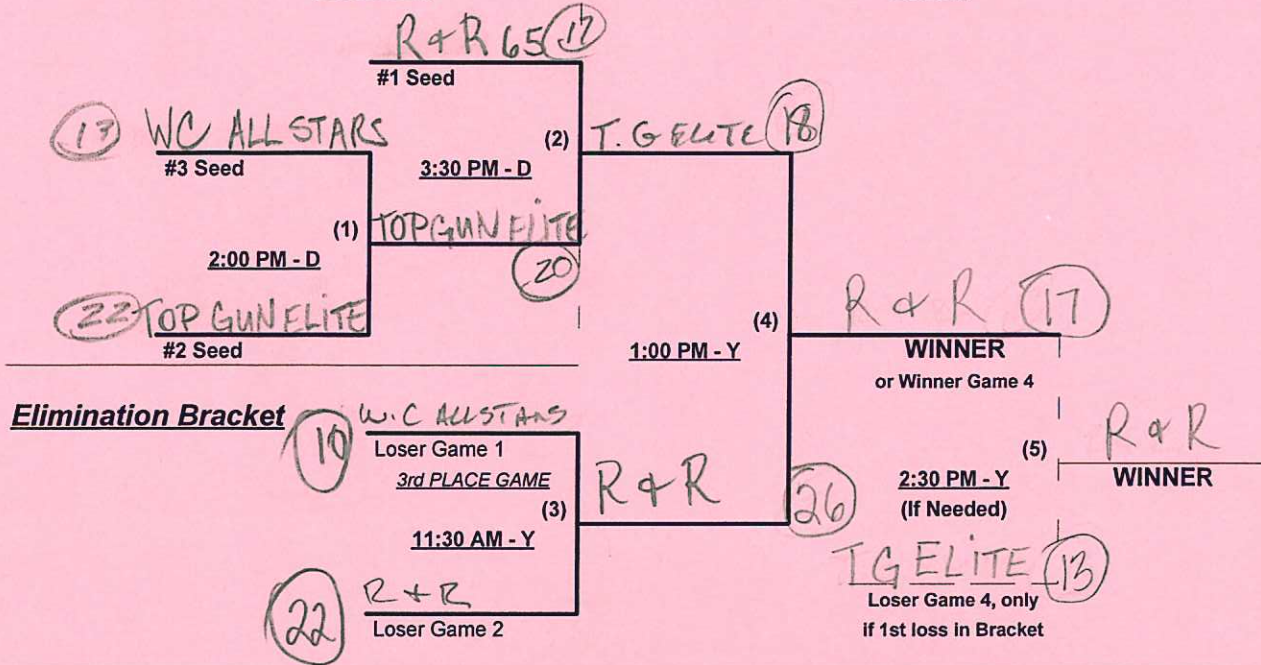 R & R 65 17
#1 Seed
13 WC ALL STARS
#3 Seed
(2) T. G ELITE 18
3:30 PM - D
(1) TOPGUN ELITE
2:00 PM - D
20
22 TOP GUN ELITE
#2 Seed
(4) R & R 17
1:00 PM - Y
WINNER
or Winner Game 4
Elimination Bracket
10 W.C ALLSTARS
Loser Game 1
3rd PLACE GAME
(3) R & R 26
11:30 AM - Y
22 R & R
Loser Game 2
(5) R & R
WINNER
2:30 PM - Y
(If Needed)
TG ELITE 13
Loser Game 4, only
if 1st loss in Bracket